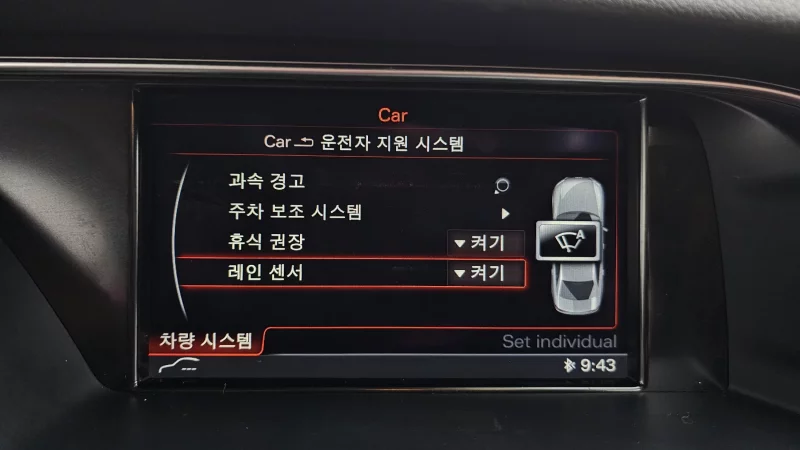 Car
Car 운전자 지원 시스템
과속 경고
주차 보조 시스템
휴식 권장 켜기
레인 센서 켜기
A
차량 시스템 Set individual
--- 9:43